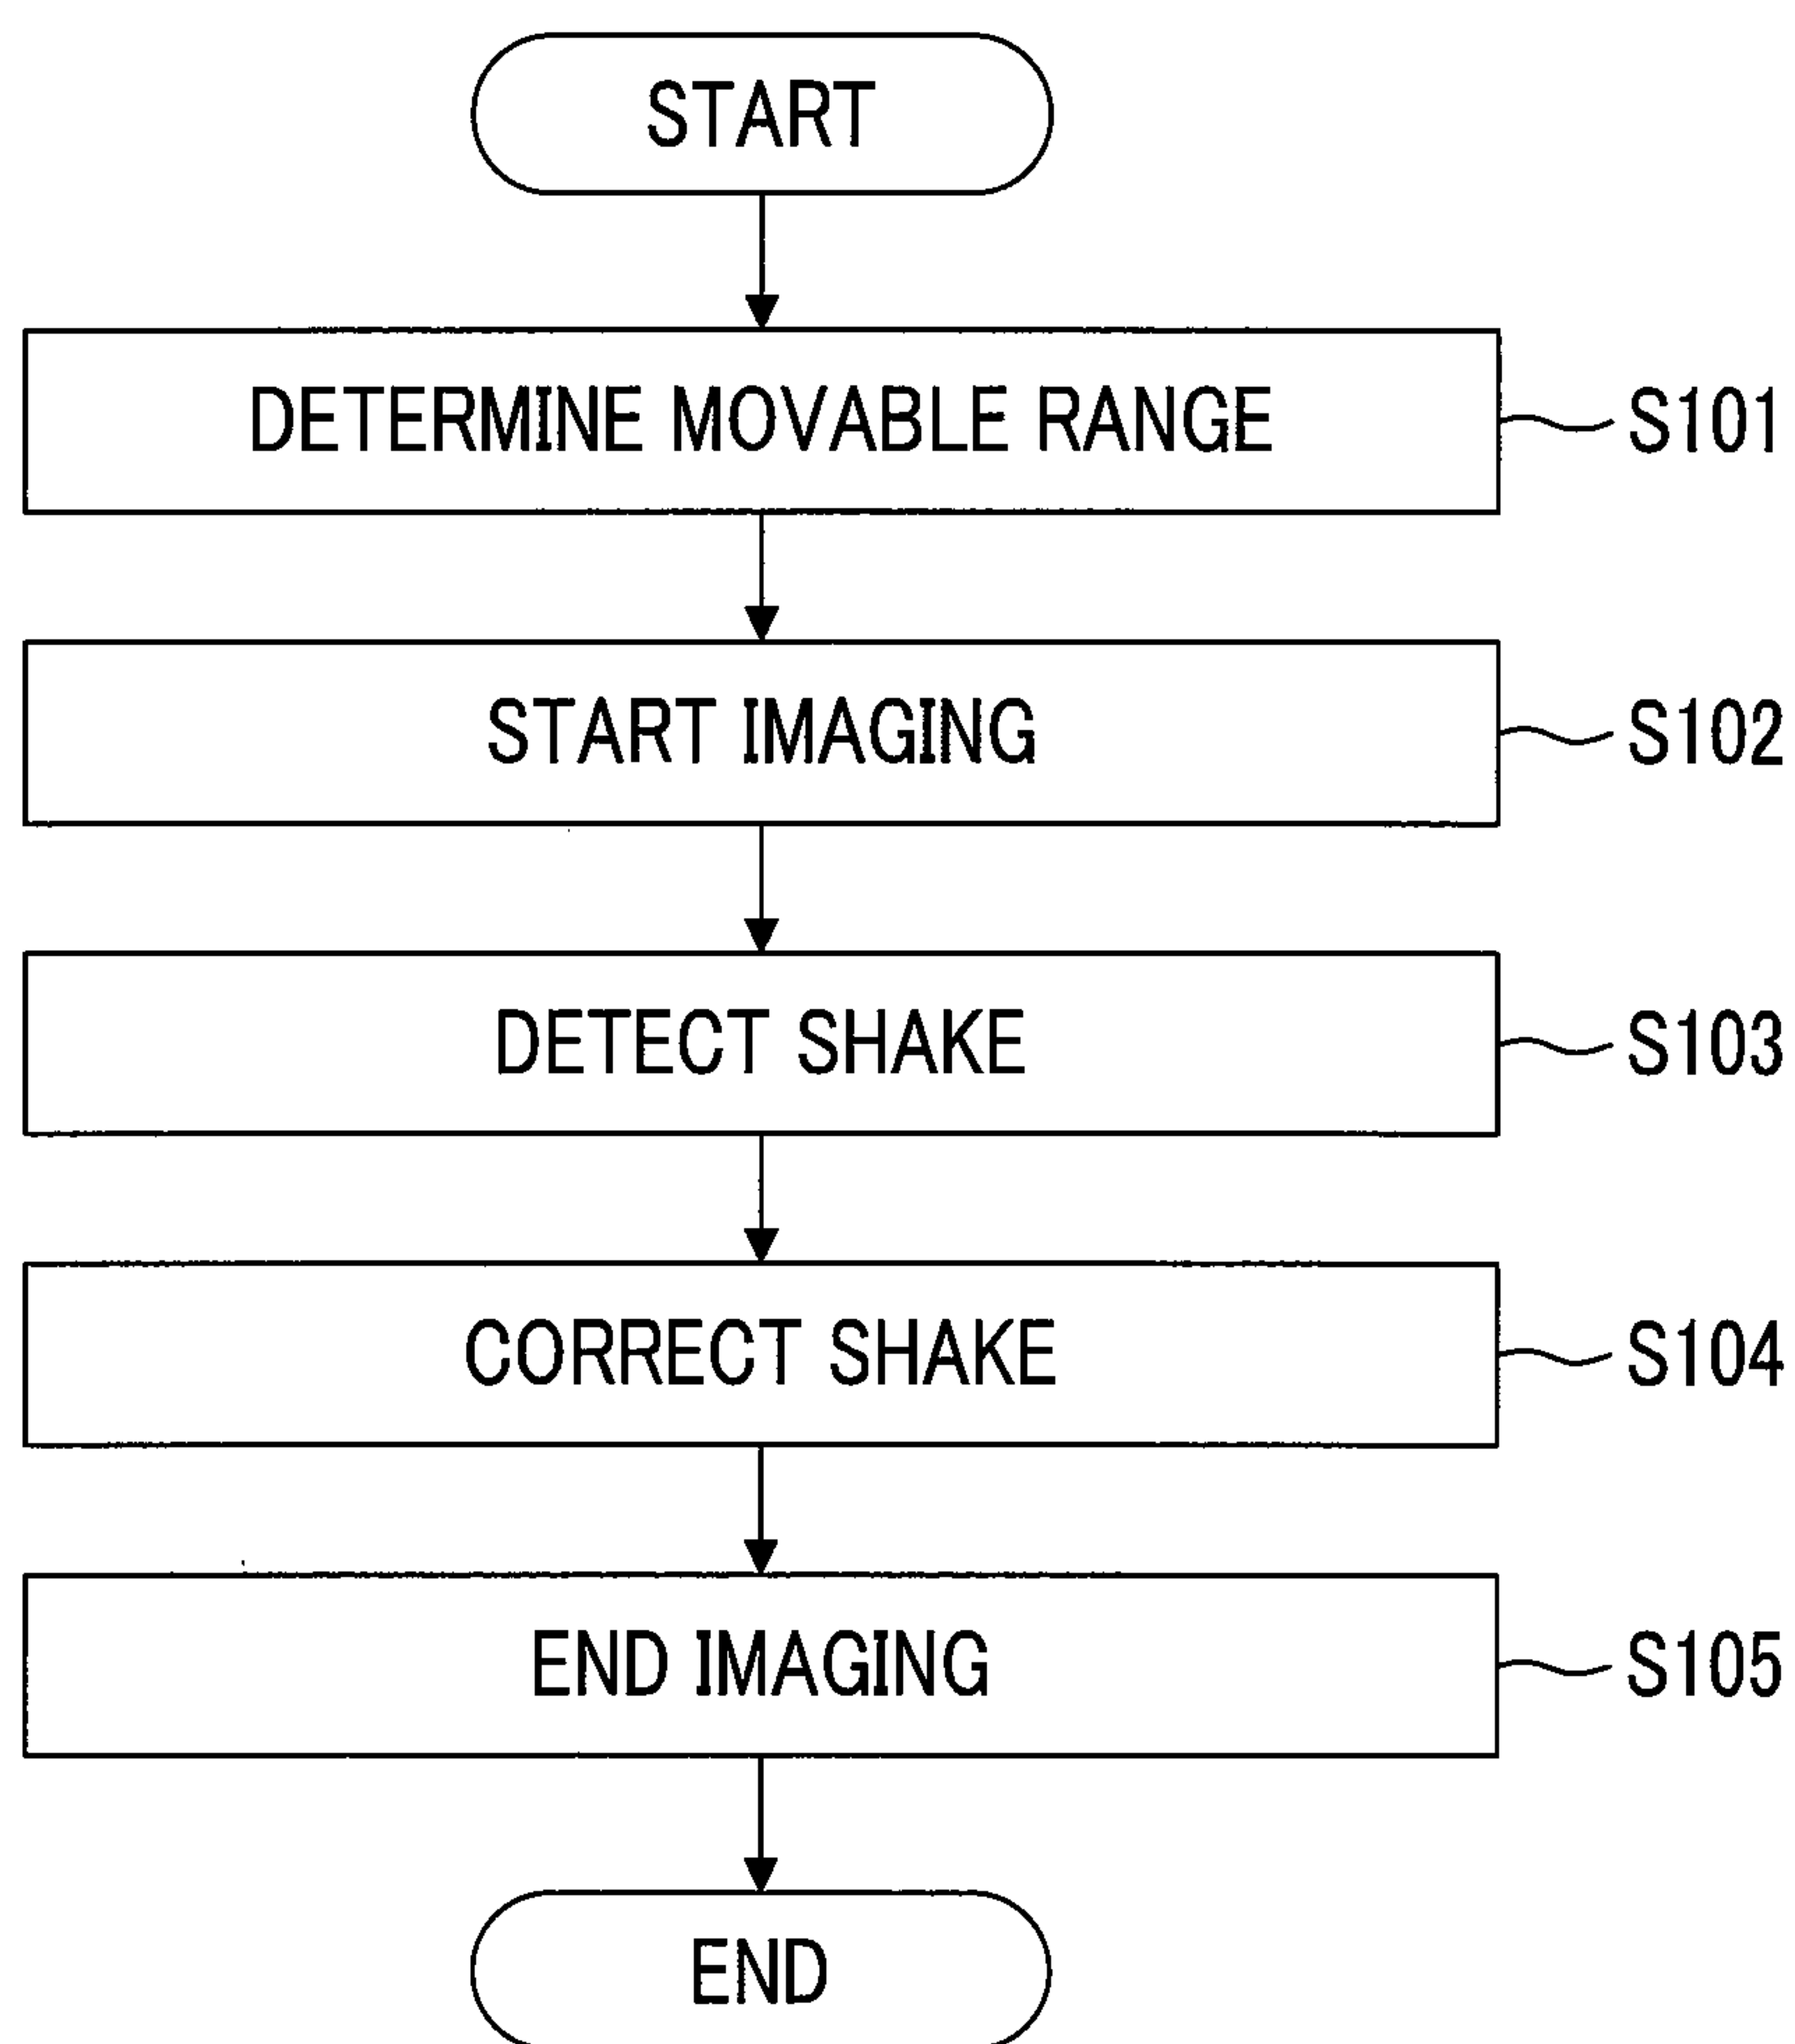 START
DETERMINE MOVABLE RANGE S101
START IMAGING S102
DETECT SHAKE S103
CORRECT SHAKE S104
END IMAGING S105
END